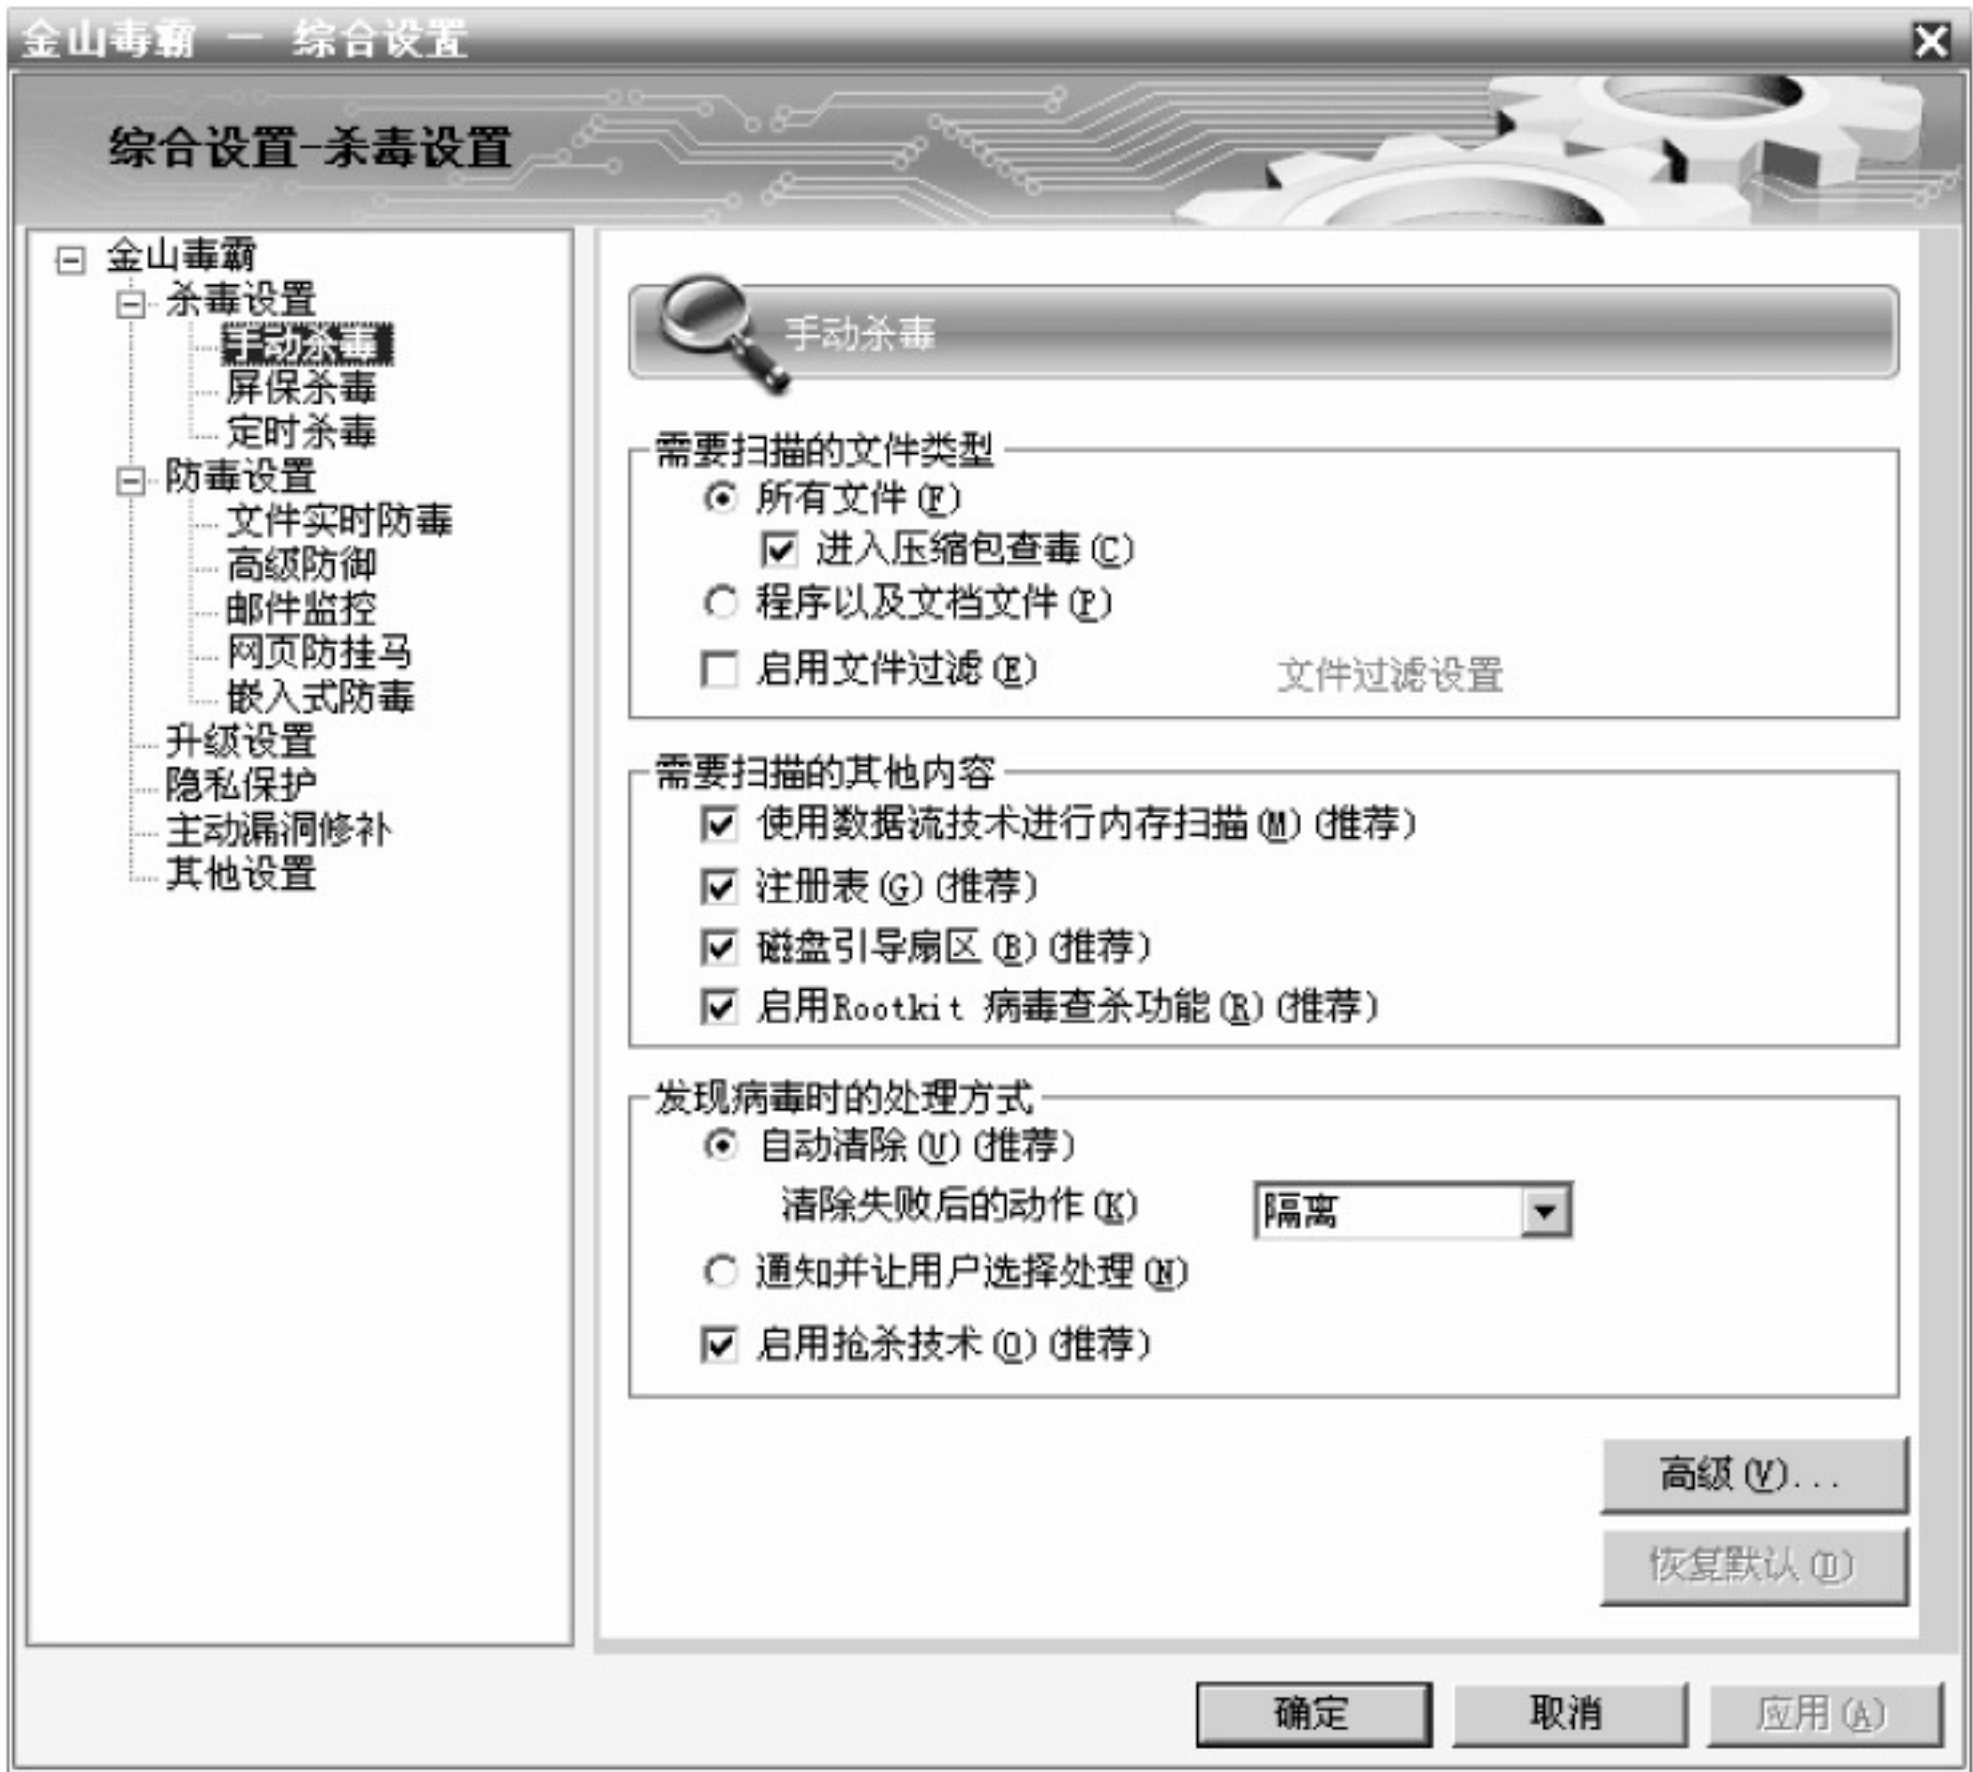 金山毒霸 － 综合设置
综合设置-杀毒设置
金山毒霸
杀毒设置
手动杀毒
屏保杀毒
定时杀毒
防毒设置
文件实时防毒
高级防御
邮件监控
网页防挂马
嵌入式防毒
升级设置
隐私保护
主动漏洞修补
其他设置
手动杀毒
需要扫描的文件类型
所有文件(F)
进入压缩包查毒(C)
程序以及文档文件(P)
启用文件过滤(E) 文件过滤设置
需要扫描的其他内容
使用数据流技术进行内存扫描(M)(推荐)
注册表(G)(推荐)
磁盘引导扇区(B)(推荐)
启用Rootkit 病毒查杀功能(R)(推荐)
发现病毒时的处理方式
自动清除(U)(推荐)
清除失败后的动作(K) 隔离
通知并让用户选择处理(N)
启用抢杀技术(O)(推荐)
高级(V)...
恢复默认(D)
确定 取消 应用(A)